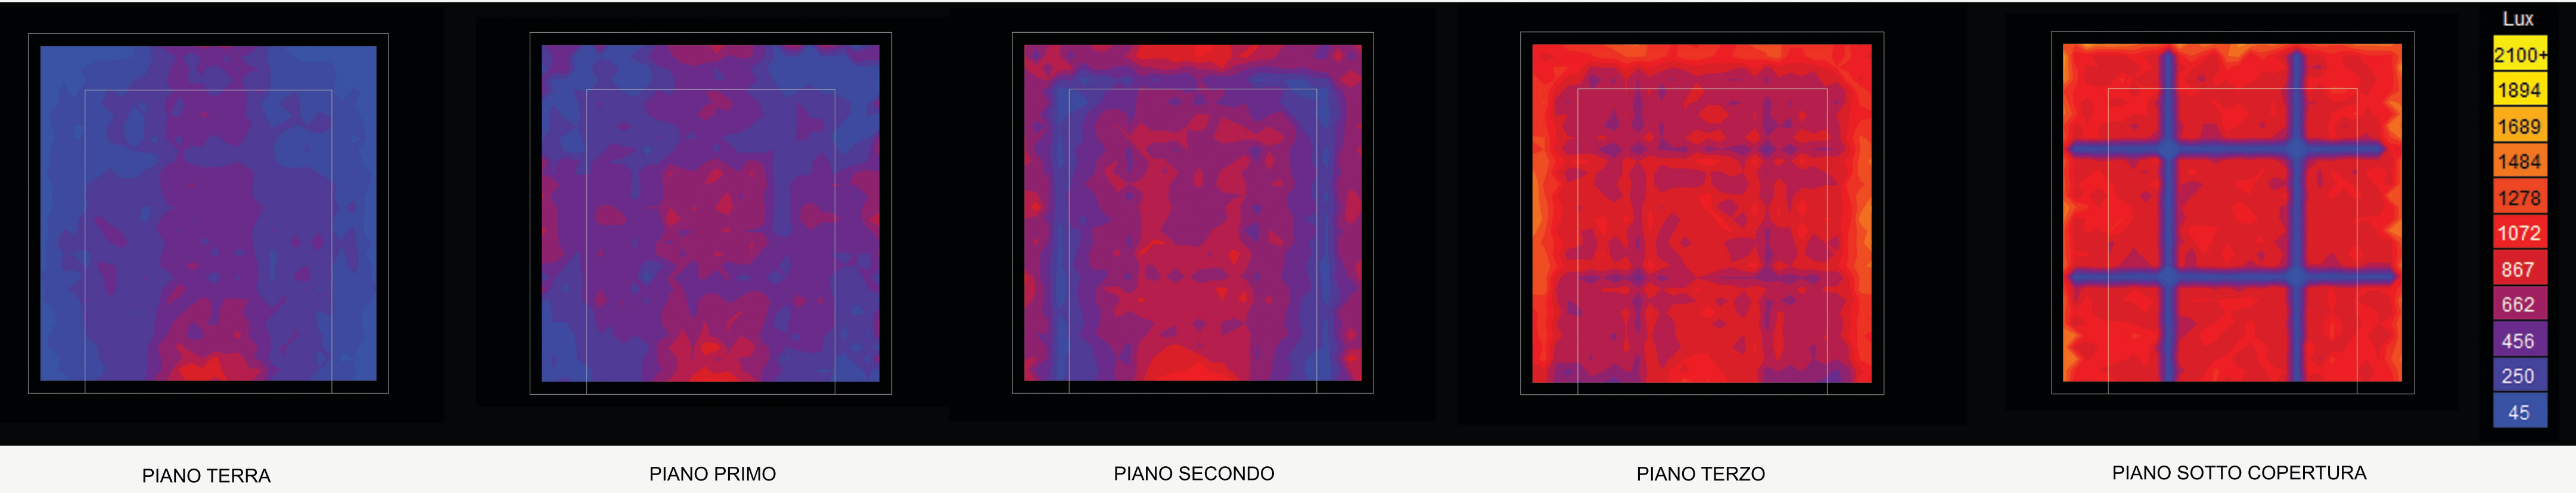 Lux
2100+
1894
1689
1484
1278
1072
867
662
456
250
45
PIANO TERRA
PIANO PRIMO
PIANO SECONDO
PIANO TERZO
PIANO SOTTO COPERTURA